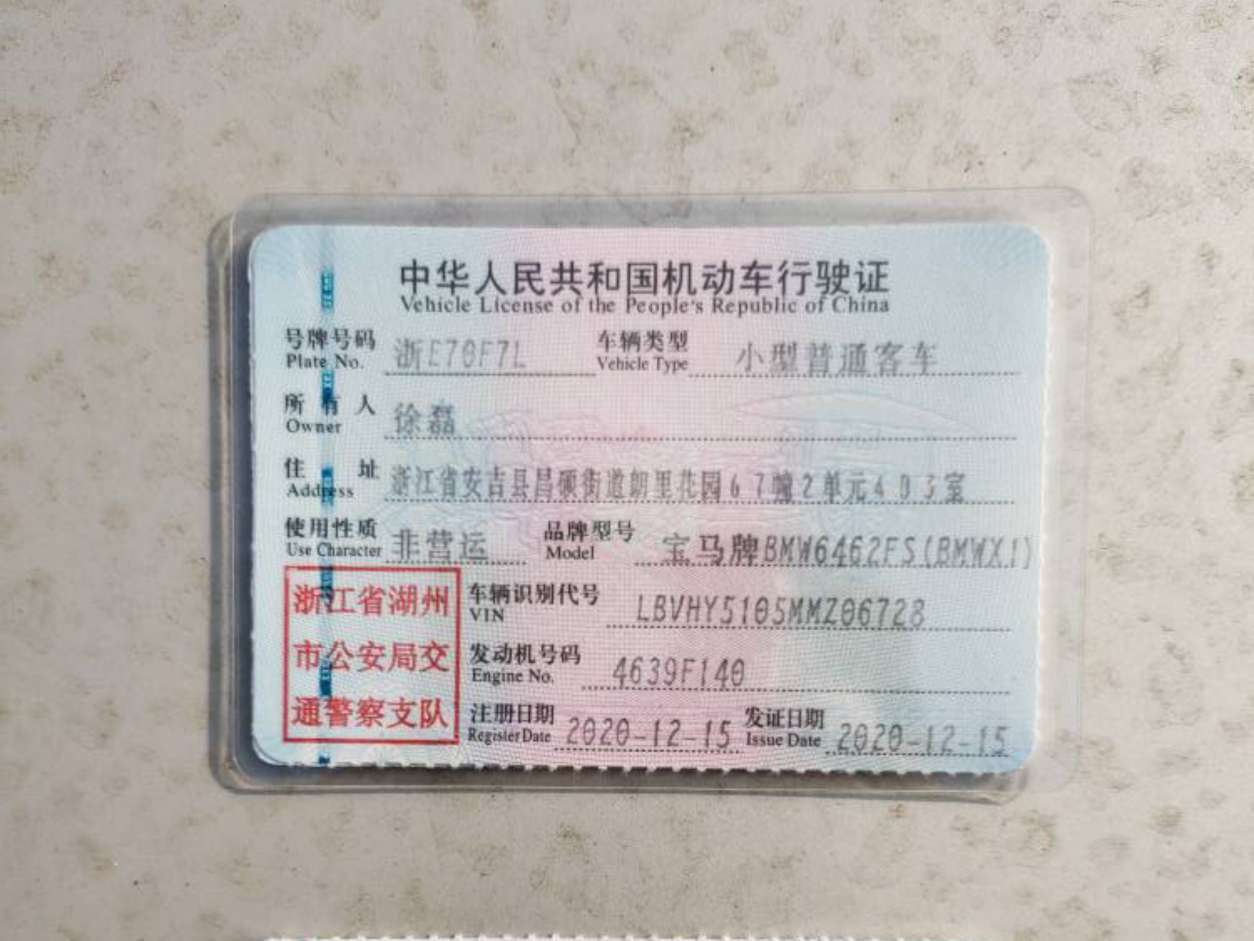 中华人民共和国机动车行驶证
Vehicle License of the People's Republic of China
号牌号码 浙E70F7L 车辆类型 小型普通客车
Plate No. Vehicle Type
所有人 徐磊
Owner
住址 浙江省安吉县昌硕街道朗里花园67幢2单元403室
Address
使用性质 非营运 品牌型号 宝马牌BMW6462FS(BMWX1)
Use Character Model
浙江省湖州
市公安局交
通警察支队
车辆识别代号 LBVHY5105MMZ06728
VIN
发动机号码 4639F140
Engine No.
注册日期 2020-12-15 发证日期 2020-12-15
Register Date Issue Date